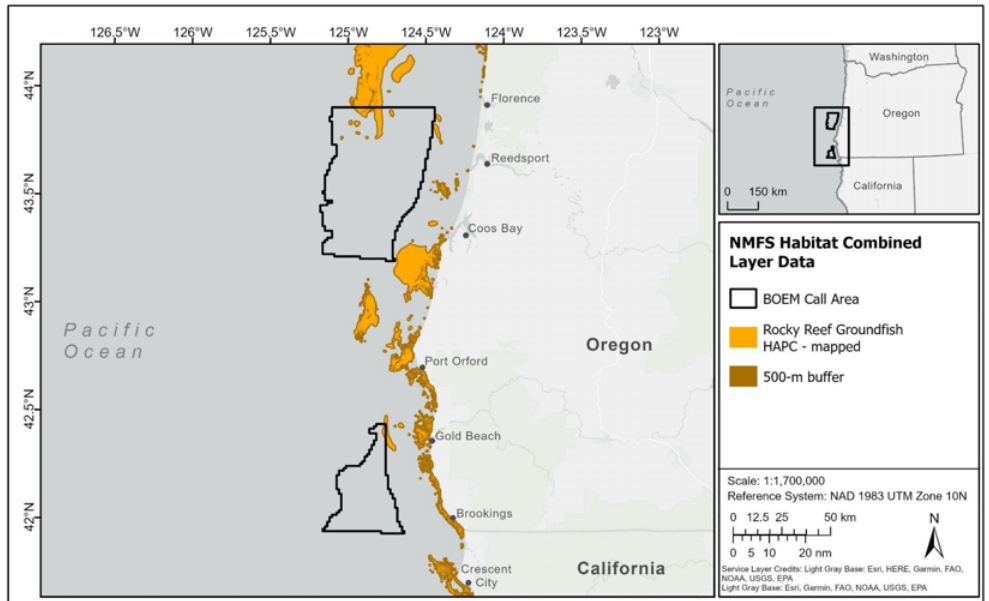 126.5°W 126°W 125.5°W 125°W 124.5°W 124°W 123.5°W 123°W
44°N
43.5°N
43°N
42.5°N
42°N
Florence
Reedsport
Coos Bay
Pacific
Ocean
Oregon
Port Orford
Gold Beach
Brookings
Crescent
City
California
Washington
Pacific
Ocean
Oregon
California
0 150 km
NMFS Habitat Combined
Layer Data
BOEM Call Area
Rocky Reef Groundfish
HAPC - mapped
500-m buffer
Scale: 1:1,700,000
Reference System: NAD 1983 UTM Zone 10N
0 12.5 25 50 km
0 5 10 20 nm
N
Service Layer Credits: Light Gray Base: Esri, HERE, Garmin, FAO,
NOAA, USGS, EPA
Light Gray Base: Esri, Garmin, FAO, NOAA, USGS, EPA